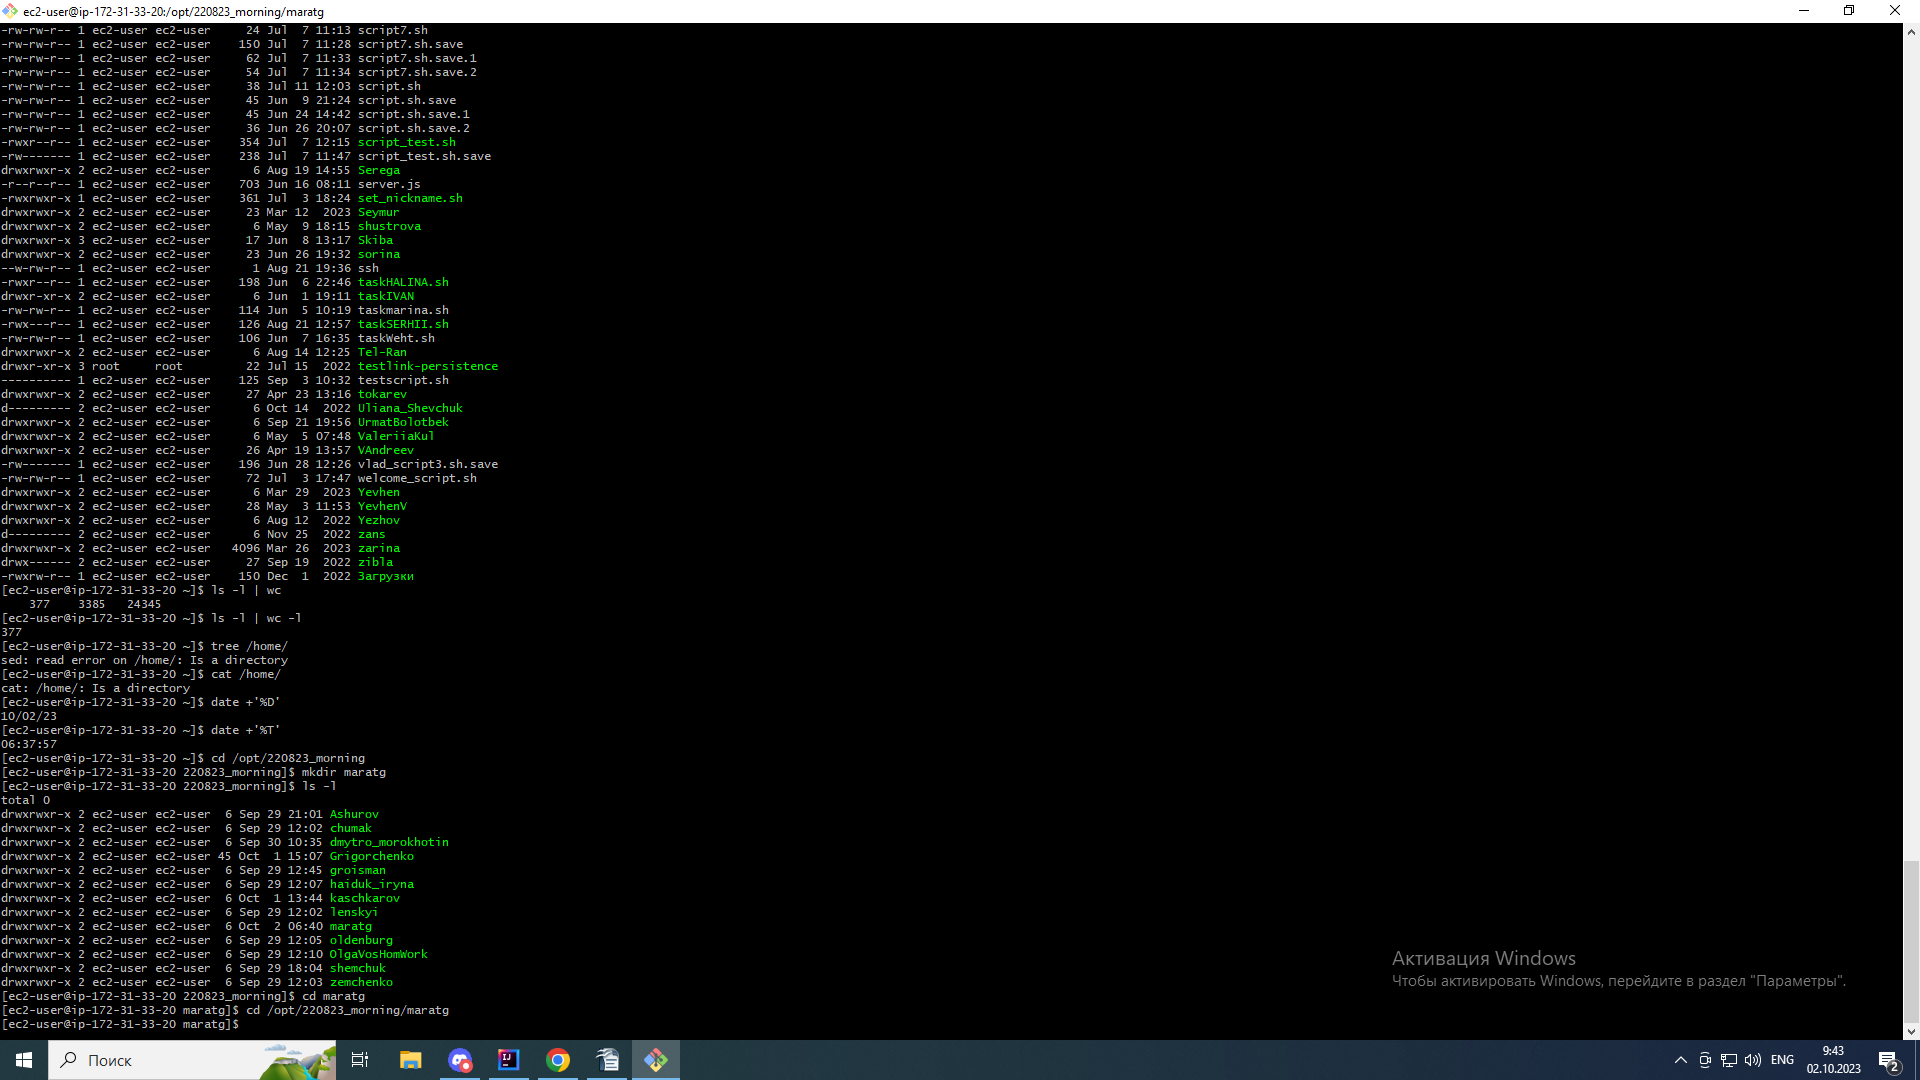 ec2-user@ip-172-31-33-20:/opt/220823_morning/maratg
-rw-rw-r-- 1 ec2-user ec2-user     24 Jul  7 11:13 script7.sh
-rw-rw-r-- 1 ec2-user ec2-user    150 Jul  7 11:28 script7.sh.save
-rw-rw-r-- 1 ec2-user ec2-user     62 Jul  7 11:33 script7.sh.save.1
-rw-rw-r-- 1 ec2-user ec2-user     54 Jul  7 11:34 script7.sh.save.2
-rw-rw-r-- 1 ec2-user ec2-user     38 Jul 11 12:03 script.sh
-rw-rw-r-- 1 ec2-user ec2-user     45 Jun  9 21:24 script.sh.save
-rw-rw-r-- 1 ec2-user ec2-user     45 Jun 24 14:42 script.sh.save.1
-rw-rw-r-- 1 ec2-user ec2-user     36 Jun 26 20:07 script.sh.save.2
-rwxr--r-- 1 ec2-user ec2-user    354 Jul  7 12:15 script_test.sh
-rw------- 1 ec2-user ec2-user    238 Jul  7 11:47 script_test.sh.save
drwxrwxr-x 2 ec2-user ec2-user      6 Aug 19 14:55 Serega
-r--r--r-- 1 ec2-user ec2-user    703 Jun 16 08:11 server.js
-rwxrwxr-x 1 ec2-user ec2-user    361 Jul  3 18:24 set_nickname.sh
drwxrwxr-x 2 ec2-user ec2-user     23 Mar 12  2023 Seymur
drwxrwxr-x 2 ec2-user ec2-user      6 May  9 18:15 shustrova
drwxrwxr-x 3 ec2-user ec2-user     17 Jun  8 13:17 Skiba
drwxrwxr-x 2 ec2-user ec2-user     23 Jun 26 19:32 sorina
--w-rw-r-- 1 ec2-user ec2-user      1 Aug 21 19:36 ssh
-rwxr--r-- 1 ec2-user ec2-user    198 Jun  6 22:46 taskHALINA.sh
drwxr-xr-x 2 ec2-user ec2-user      6 Jun  1 19:11 taskIVAN
-rw-rw-r-- 1 ec2-user ec2-user    114 Jun  5 10:19 taskmarina.sh
-rwx---r-- 1 ec2-user ec2-user    126 Aug 21 12:57 taskSERHII.sh
-rw-rw-r-- 1 ec2-user ec2-user    106 Jun  7 16:35 taskWeht.sh
drwxrwxr-x 2 ec2-user ec2-user      6 Aug 14 12:25 Tel-Ran
drwxr-xr-x 3 root     root         22 Jul 15  2022 testlink-persistence
---------- 1 ec2-user ec2-user    125 Sep  3 10:32 testscript.sh
drwxrwxr-x 2 ec2-user ec2-user     27 Apr 23 13:16 tokarev
d--------- 2 ec2-user ec2-user      6 Oct 14  2022 Uliana_Shevchuk
drwxrwxr-x 2 ec2-user ec2-user      6 Sep 21 19:56 UrmatBolotbek
drwxrwxr-x 2 ec2-user ec2-user      6 May  5 07:48 ValeriiaKul
drwxrwxr-x 2 ec2-user ec2-user     26 Apr 19 13:57 VAndreev
-rw------- 1 ec2-user ec2-user    196 Jun 28 12:26 vlad_script3.sh.save
-rw-rw-r-- 1 ec2-user ec2-user     72 Jul  3 17:47 welcome_script.sh
drwxrwxr-x 2 ec2-user ec2-user      6 Mar 29  2023 Yevhen
drwxrwxr-x 2 ec2-user ec2-user     28 May  3 11:53 YevhenV
drwxrwxr-x 2 ec2-user ec2-user      6 Aug 12  2022 Yezhov
d--------- 2 ec2-user ec2-user      6 Nov 25  2022 zans
drwxrwxr-x 2 ec2-user ec2-user   4096 Mar 26  2023 zarina
drwx------ 2 ec2-user ec2-user     27 Sep 19  2022 zibla
-rwxrw-r-- 1 ec2-user ec2-user    150 Dec  1  2022 Загрузки
[ec2-user@ip-172-31-33-20 ~]$ ls -l | wc
    377    3385   24345
[ec2-user@ip-172-31-33-20 ~]$ ls -l | wc -l
377
[ec2-user@ip-172-31-33-20 ~]$ tree /home/
sed: read error on /home/: Is a directory
[ec2-user@ip-172-31-33-20 ~]$ cat /home/
cat: /home/: Is a directory
[ec2-user@ip-172-31-33-20 ~]$ date +'%D'
10/02/23
[ec2-user@ip-172-31-33-20 ~]$ date +'%T'
06:37:57
[ec2-user@ip-172-31-33-20 ~]$ cd /opt/220823_morning
[ec2-user@ip-172-31-33-20 220823_morning]$ mkdir maratg
[ec2-user@ip-172-31-33-20 220823_morning]$ ls -l
total 0
drwxrwxr-x 2 ec2-user ec2-user  6 Sep 29 21:01 Ashurov
drwxrwxr-x 2 ec2-user ec2-user  6 Sep 29 12:02 chumak
drwxrwxr-x 2 ec2-user ec2-user  6 Sep 30 10:35 dmytro_morokhotin
drwxrwxr-x 2 ec2-user ec2-user 45 Oct  1 15:07 Grigorchenko
drwxrwxr-x 2 ec2-user ec2-user  6 Sep 29 12:45 groisman
drwxrwxr-x 2 ec2-user ec2-user  6 Sep 29 12:07 haiduk_iryna
drwxrwxr-x 2 ec2-user ec2-user  6 Oct  1 13:44 kaschkarov
drwxrwxr-x 2 ec2-user ec2-user  6 Sep 29 12:02 lenskyi
drwxrwxr-x 2 ec2-user ec2-user  6 Oct  2 06:40 maratg
drwxrwxr-x 2 ec2-user ec2-user  6 Sep 29 12:05 oldenburg
drwxrwxr-x 2 ec2-user ec2-user  6 Sep 29 12:10 OlgaVosHomWork
drwxrwxr-x 2 ec2-user ec2-user  6 Sep 29 18:04 shemchuk
drwxrwxr-x 2 ec2-user ec2-user  6 Sep 29 12:03 zemchenko
[ec2-user@ip-172-31-33-20 220823_morning]$ cd maratg
[ec2-user@ip-172-31-33-20 maratg]$ cd /opt/220823_morning/maratg
[ec2-user@ip-172-31-33-20 maratg]$
Активация Windows
Чтобы активировать Windows, перейдите в раздел "Параметры".
Поиск
IJ
ENG
9:43
02.10.2023
2